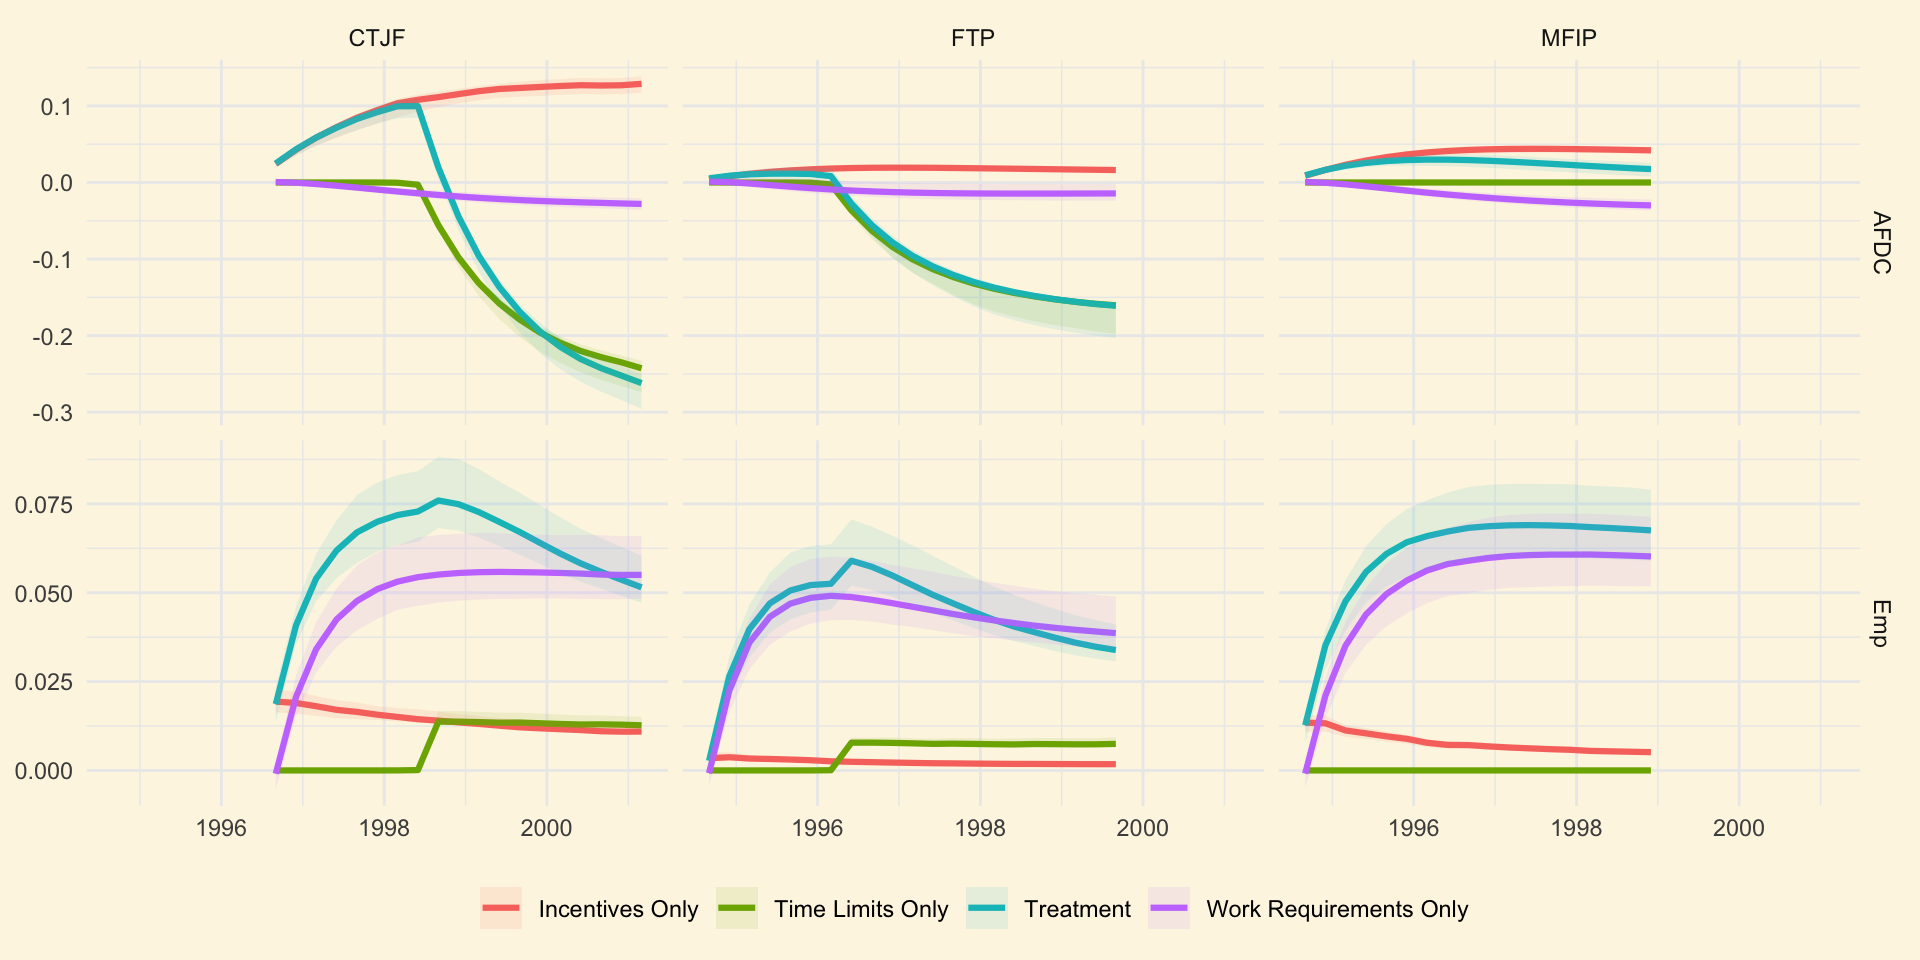 CTJF FTP MFIP
0.1
0.0
-0.1
-0.2
-0.3
AFDC
0.075
0.050
0.025
0.000
Emp
1996 1998 2000 1996 1998 2000 1996 1998 2000
Incentives Only Time Limits Only Treatment Work Requirements Only